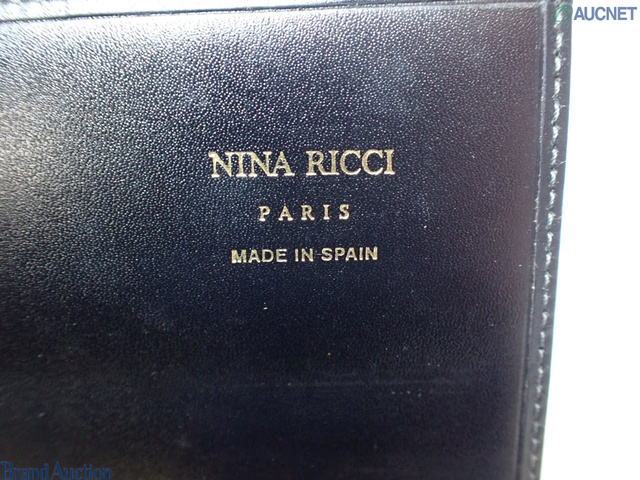 AUCNET
NINA RICCI
PARIS
MADE IN SPAIN
Brand Auction